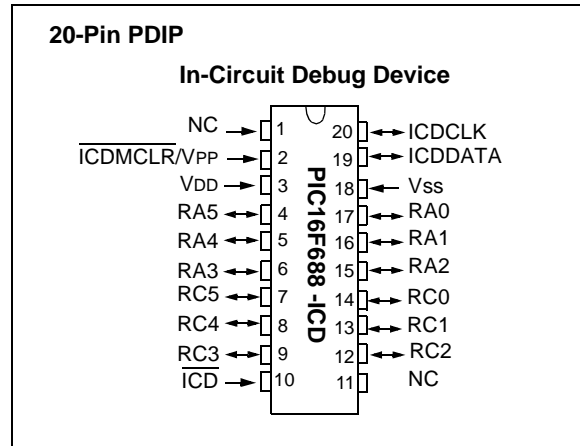 20-Pin PDIP
In-Circuit Debug Device
NC 1 20 ICDCLK
ICDMCLR/VPP 2 19 ICDDATA
VDD 3 18 VSS
RA5 4 17 RA0
RA4 5 16 RA1
RA3 6 15 RA2
RC5 7 14 RC0
RC4 8 13 RC1
RC3 9 12 RC2
ICD 10 11 NC
PIC16F688-ICD